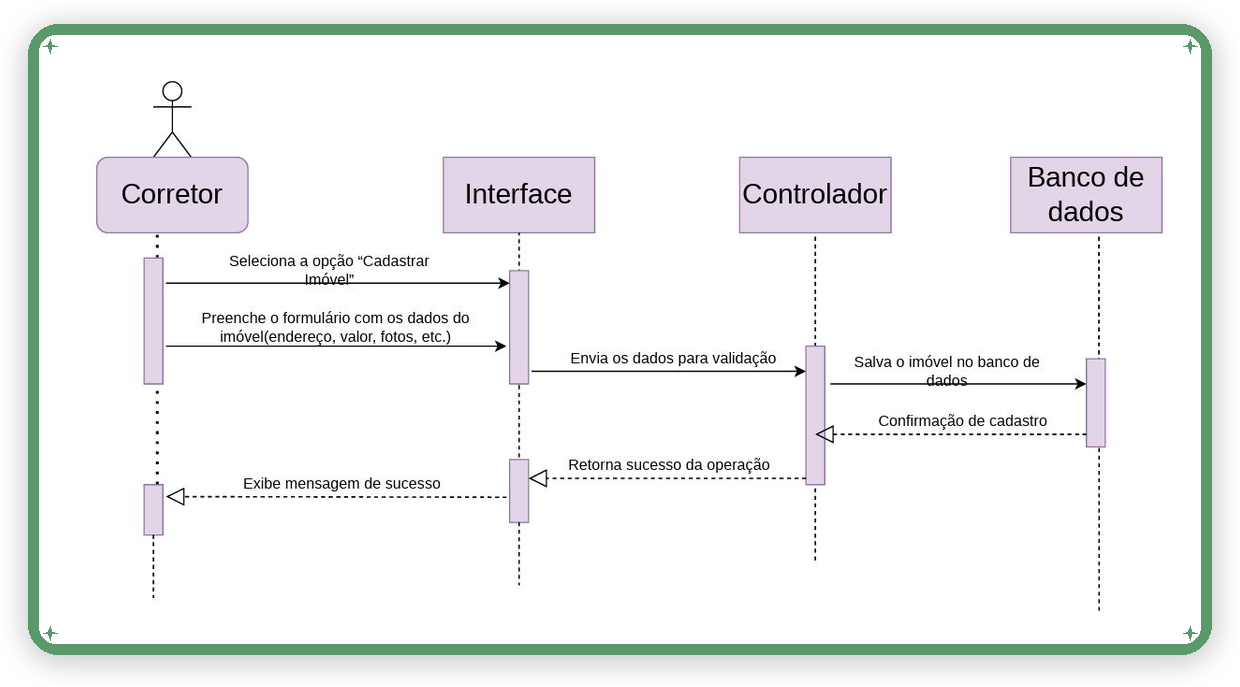 Corretor
Interface
Controlador
Banco de
dados
Seleciona a opção “Cadastrar
Imóvel”
Preenche o formulário com os dados do
imóvel(endereço, valor, fotos, etc.)
Envia os dados para validação
Salva o imóvel no banco de
dados
Confirmação de cadastro
Retorna sucesso da operação
Exibe mensagem de sucesso